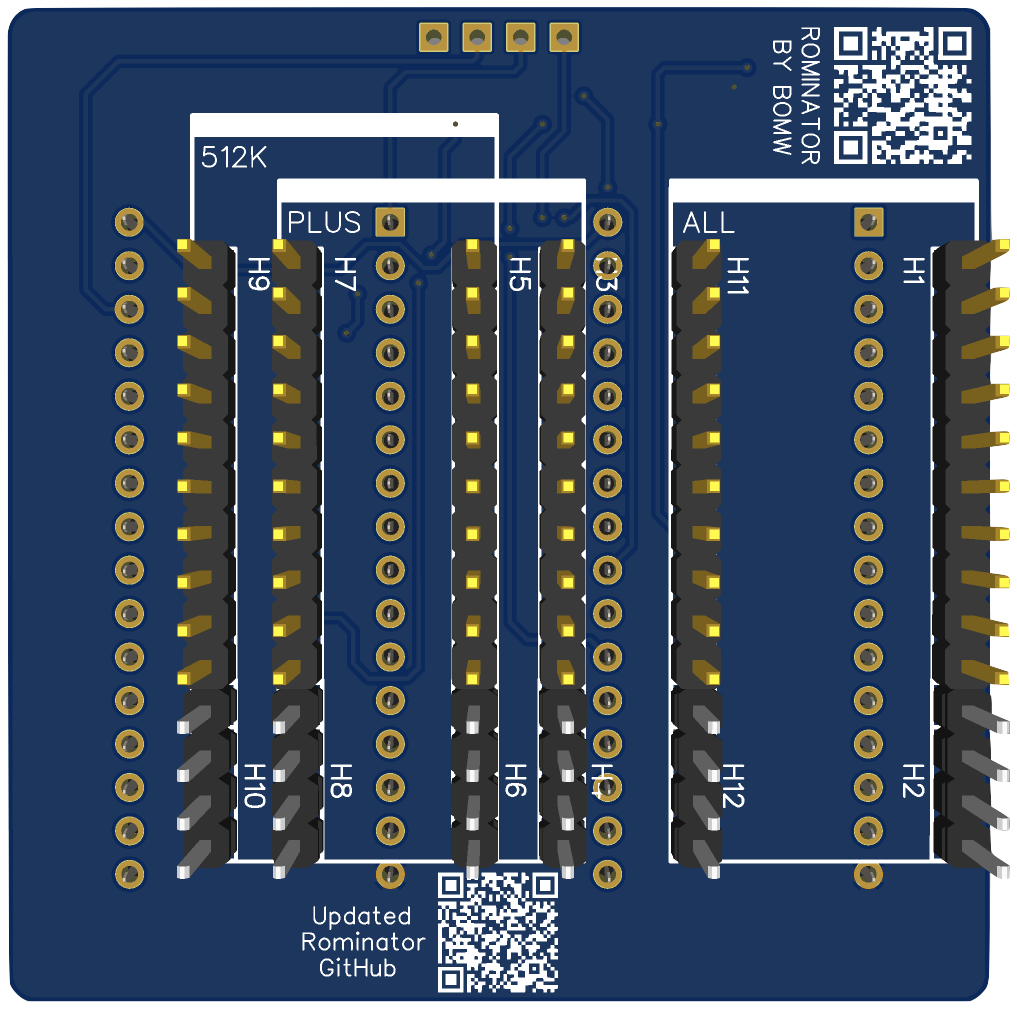 ROMINATOR
BY BOMW
512K
PLUS
ALL
H9
H7
H5
H3
H11
H1
H10
H8
H6
H12
H2
Updated
Rominator
GitHub